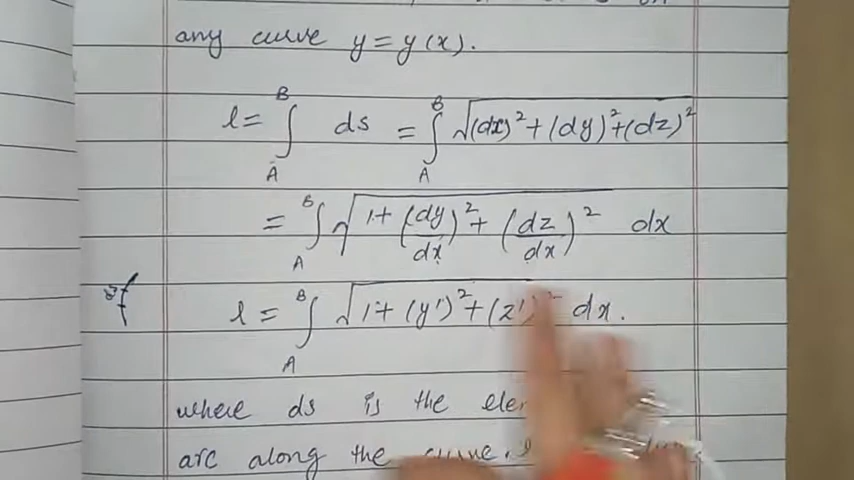 any curve y = y(x).
l = ∫_A^B ds = ∫_A^B √(dx)² + (dy)² + (dz)²
= ∫_A^B √1 + (dy/dx)² + (dz/dx)² dx
l = ∫_A^B √1 + (y')² + (z')² dx.
where ds is the
arc along the curve.